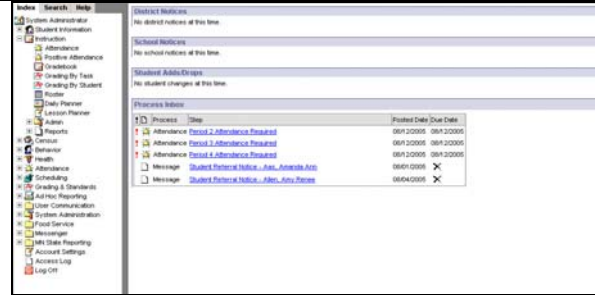 Index Search Help
System Administrator
Student Information
Instruction
Attendance
Positive Attendance
Gradebook
Grading By Task
Grading By Student
Roster
Daily Planner
Lesson Planner
Admin
Reports
Census
Behavior
Health
Attendance
Scheduling
Grading & Standards
Ad Hoc Reporting
User Communication
System Administration
Food Service
Messenger
MN State Reporting
Account Settings
Access Log
Log Off
District Notices
No district notices at this time.
School Notices
No school notices at this time.
Student Adds/Drops
No student changes at this time.
Process Inbox
Process Step Posted Date Due Date
Attendance Period 2 Attendance Required 08/12/2005 08/12/2005
Attendance Period 3 Attendance Required 08/12/2005 08/12/2005
Attendance Period 4 Attendance Required 08/12/2005 08/12/2005
Message Student Referral Notice - Aas, Amanda Ann 08/01/2005
Message Student Referral Notice - Allen, Amy Renee 08/04/2005